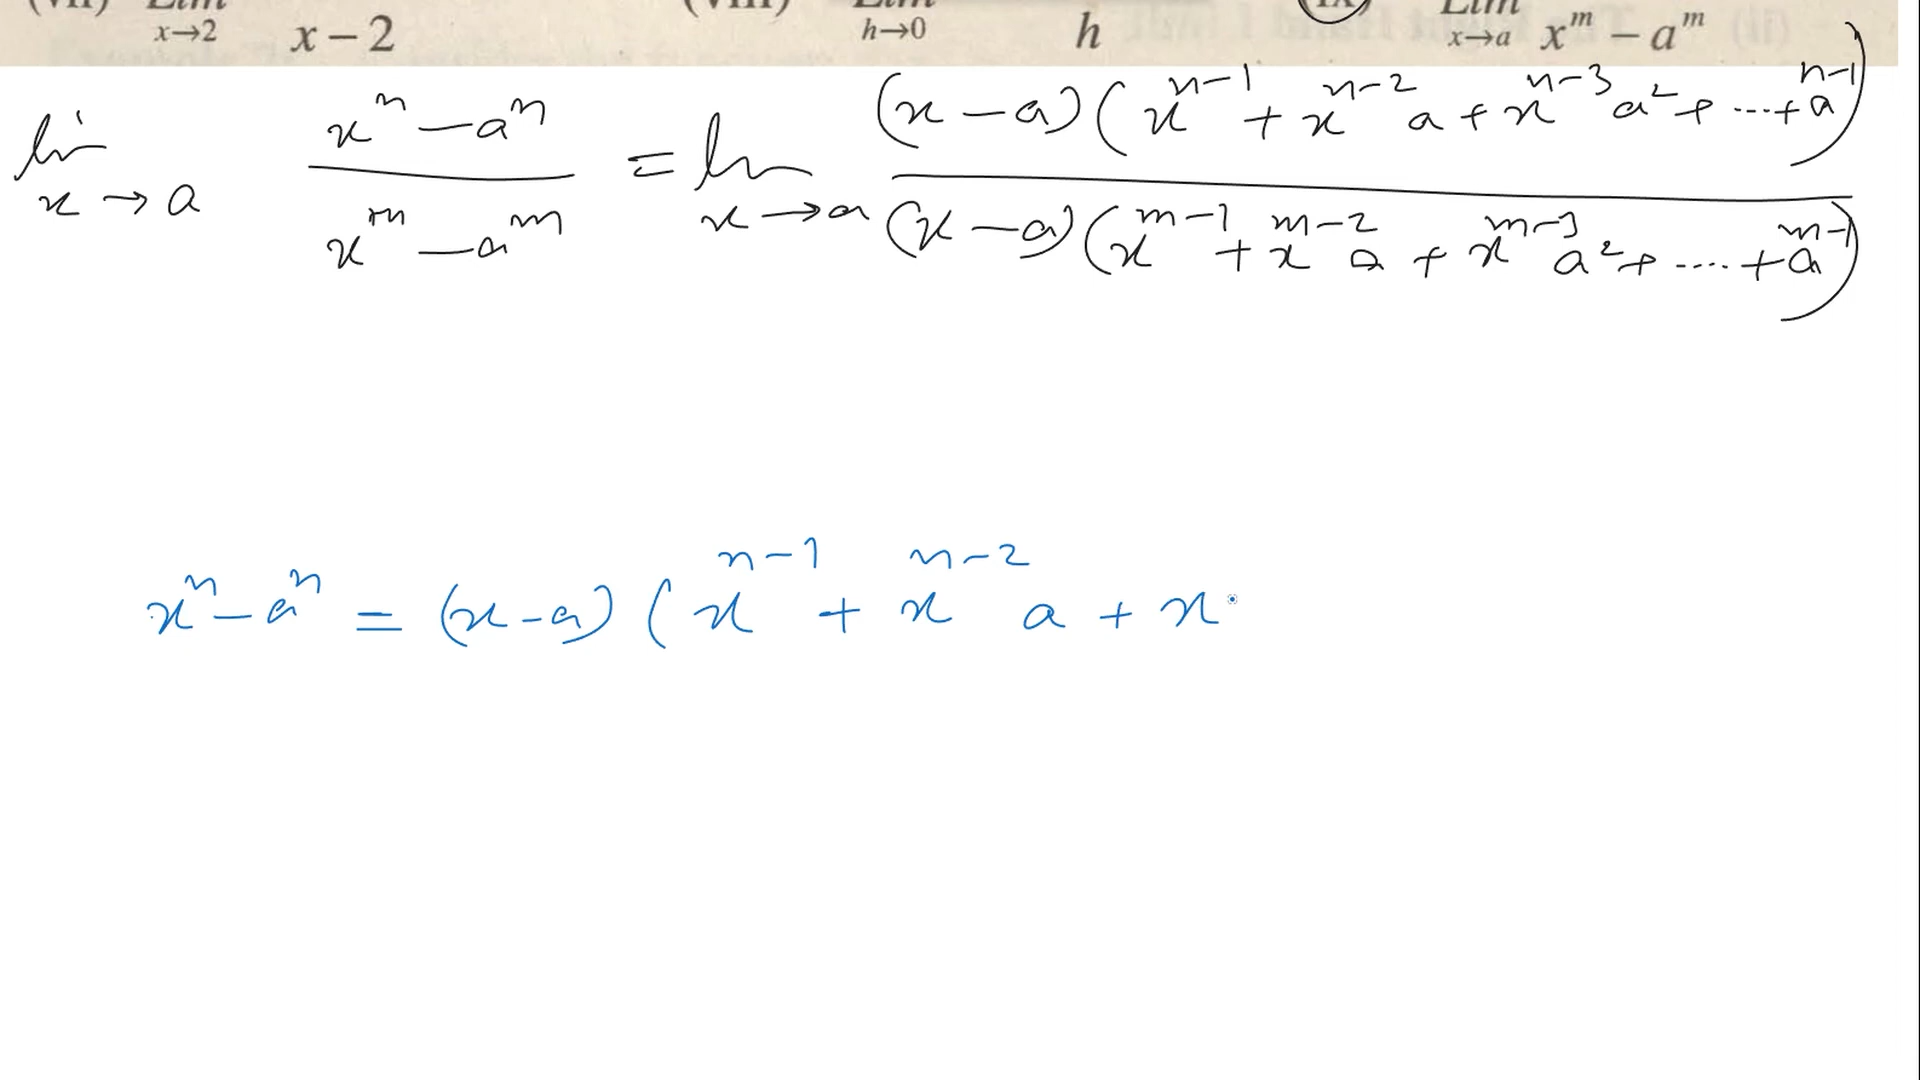 (vii) Lim x→2 x − 2 (viii) Lim h→0 h (ix) Lim x→a x^m − a^m
lim x→a (x^n − a^n)/(x^m − a^m) = lim x→a ((x − a)(x^{n−1} + x^{n−2} a + x^{n−3} a^2 + ... + a^{n−1}))/((x − a)(x^{m−1} + x^{m−2} a + x^{m−3} a^2 + .... + a^{m−1}))
x^n − a^n = (x − a)(x^{n−1} + x^{n−2} a + x